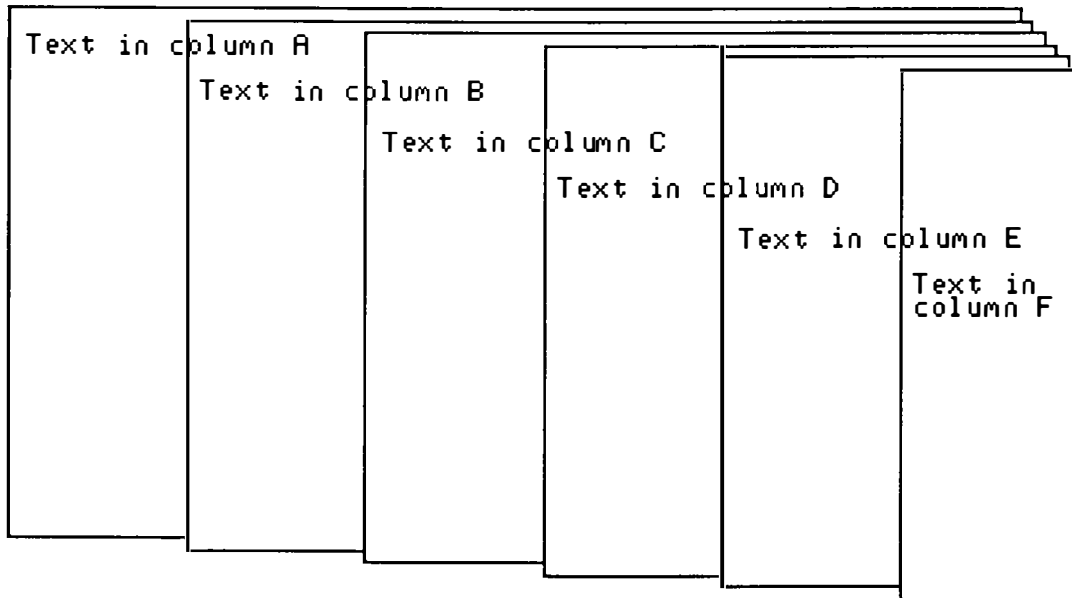 Text in column A
Text in column B
Text in column C
Text in column D
Text in column E
Text in
column F